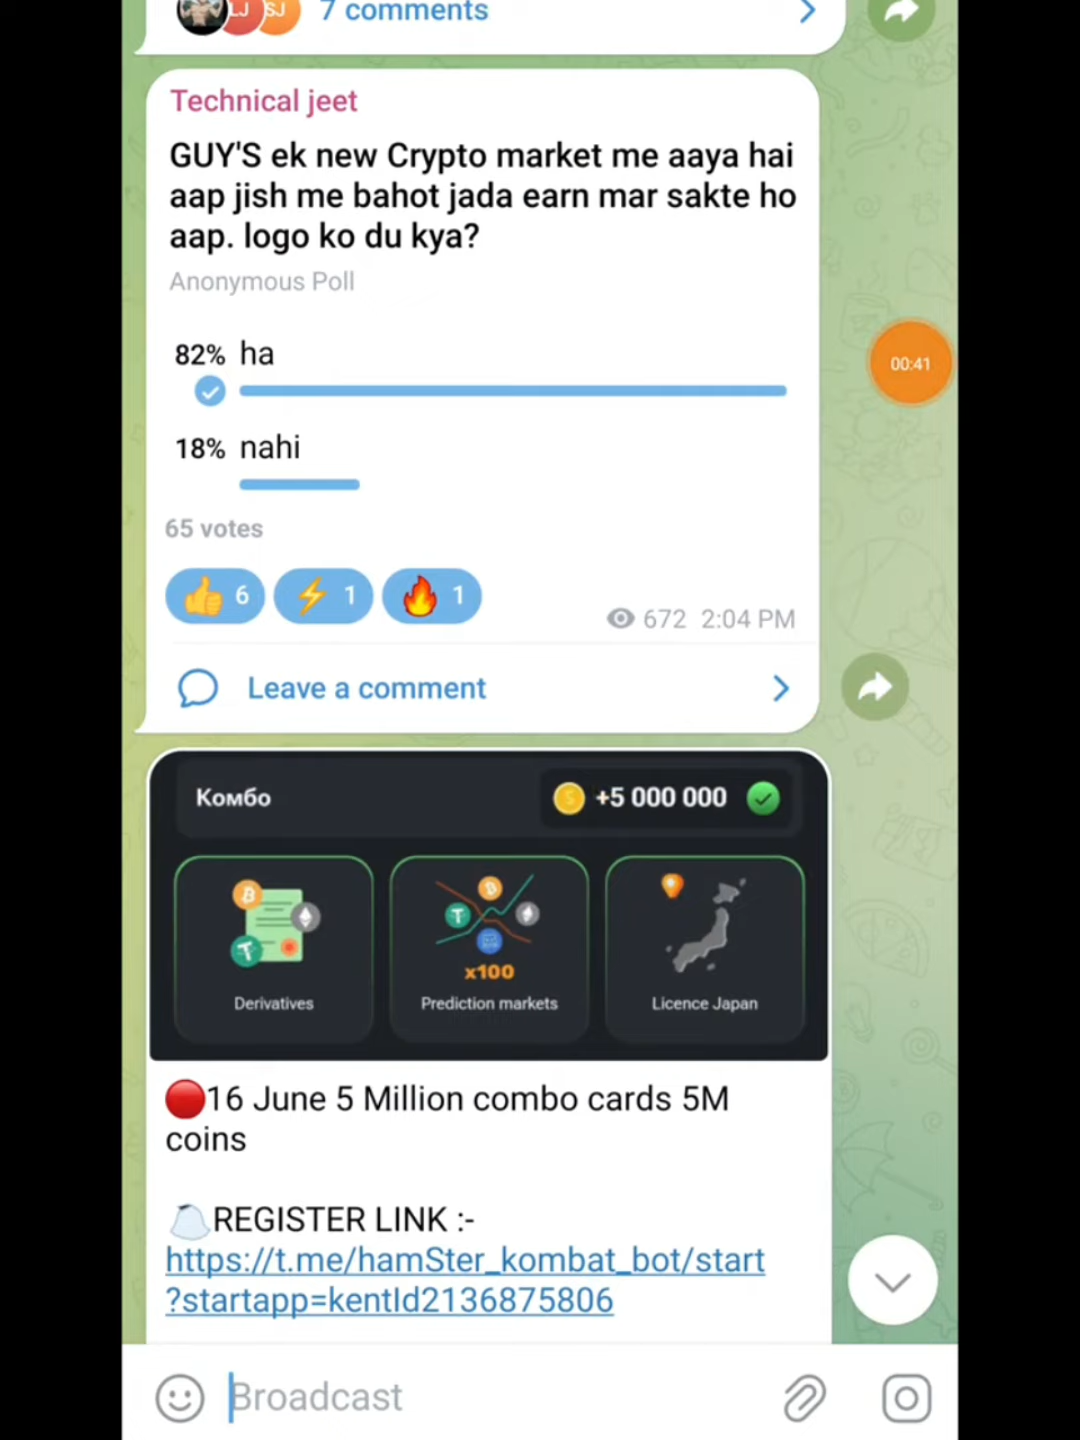 LJ SJ 7 comments
Technical jeet
GUY'S ek new Crypto market me aaya hai
aap jish me bahot jada earn mar sakte ho
aap. logo ko du kya?
Anonymous Poll
82% ha
00:41
18% nahi
65 votes
👍 6 ⚡ 1 🔥 1
672 2:04 PM
Leave a comment
Комбо +5 000 000
x100
Derivatives Prediction markets Licence Japan
🔴16 June 5 Million combo cards 5M
coins
REGISTER LINK :-
https://t.me/hamSter_kombat_bot/start
?startapp=kentId2136875806
Broadcast